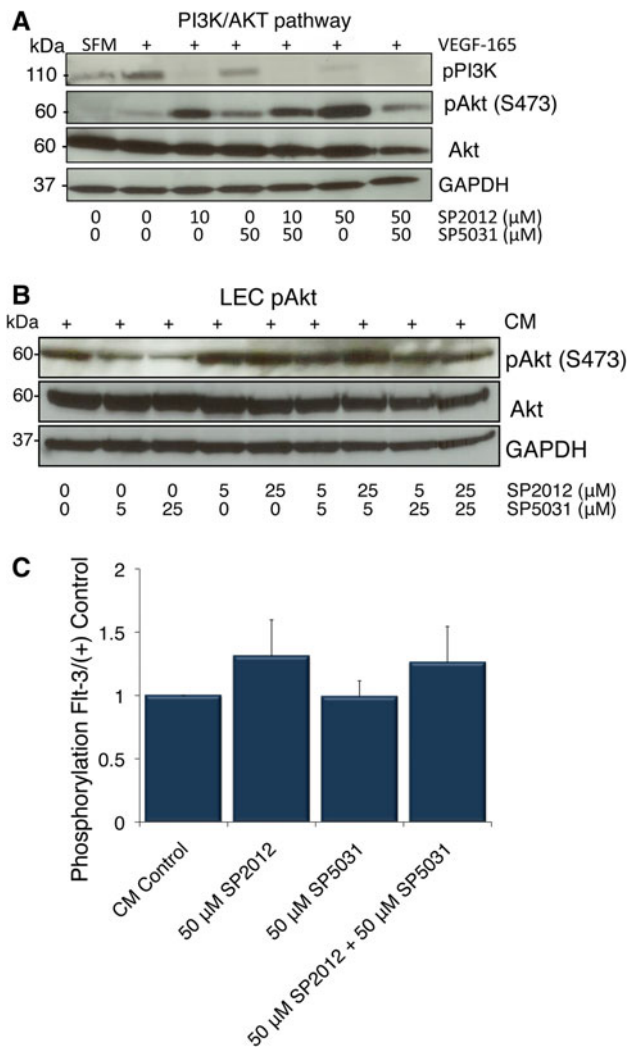 A
PI3K/AKT pathway
kDa SFM + + + + + + VEGF-165
110 pPI3K
60 pAkt (S473)
60 Akt
37 GAPDH
0 0 10 0 10 50 50 SP2012 (μM)
0 0 0 50 50 0 50 SP5031 (μM)
B
LEC pAkt
kDa + + + + + + + + + CM
60 pAkt (S473)
60 Akt
37 GAPDH
0 0 0 5 25 5 25 5 25 SP2012 (μM)
0 5 25 0 0 5 5 25 25 SP5031 (μM)
C
Phosphorylation Flt-3/(+) Control
2
1.5
1
0.5
0
CM Control
50 μM SP2012
50 μM SP5031
50 μM SP2012 + 50 μM SP5031